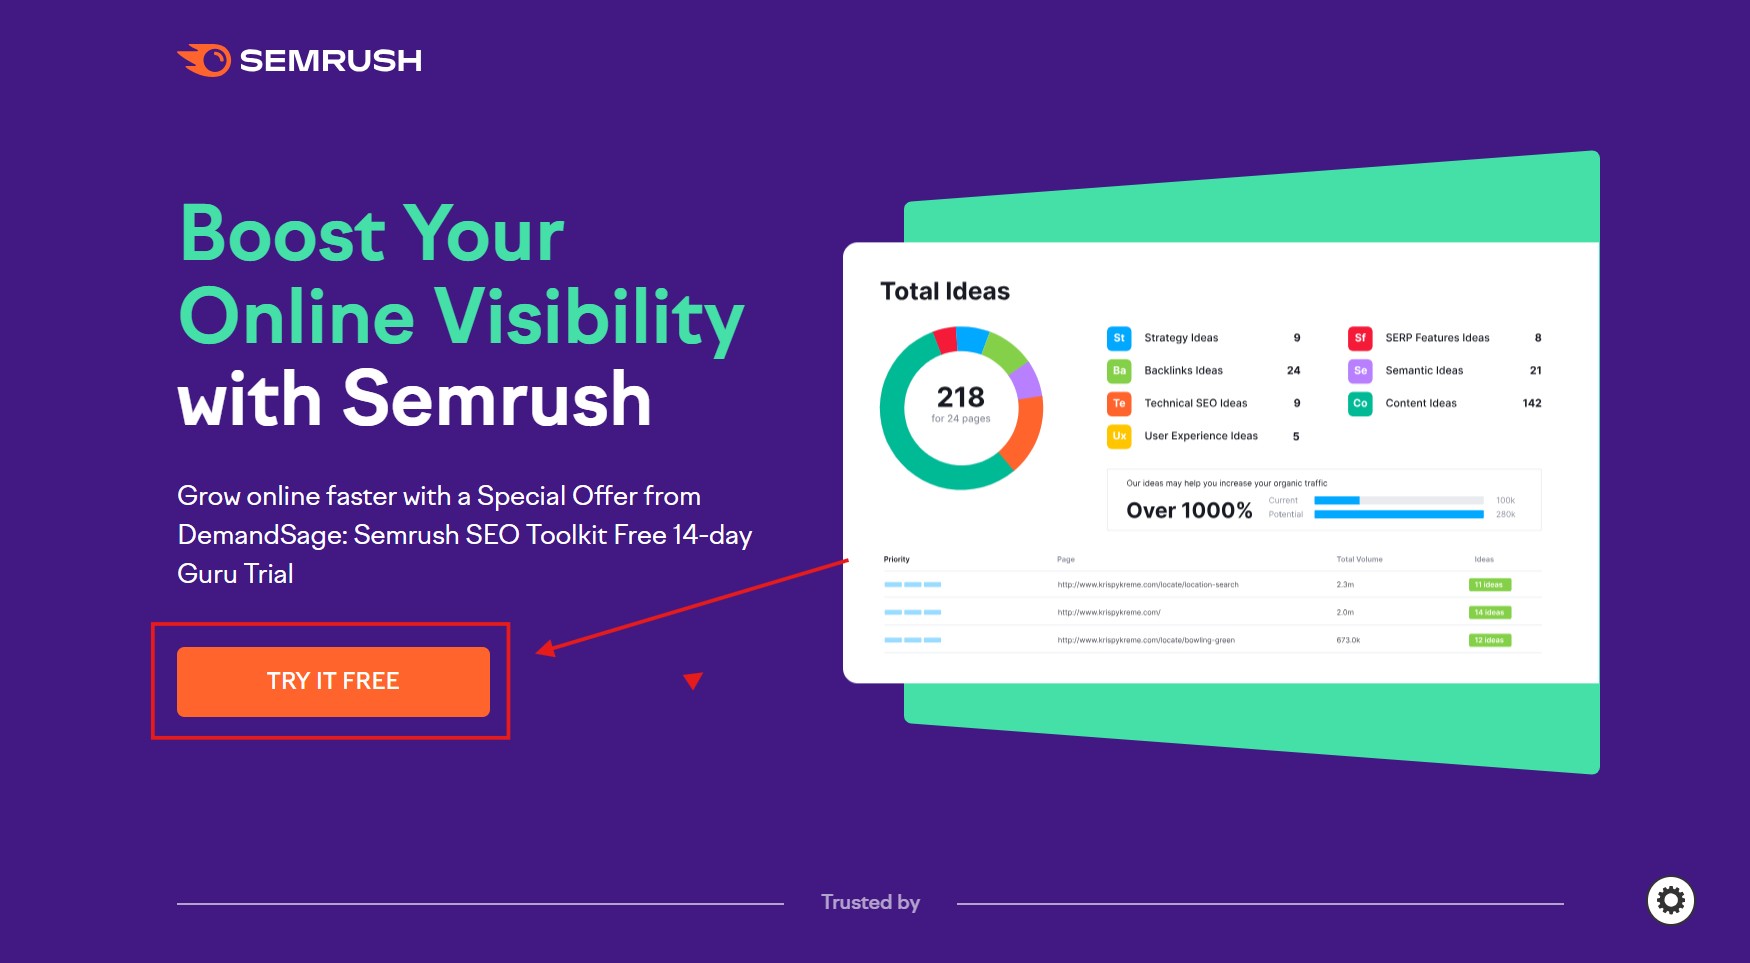 SEMRUSH
Boost Your
Online Visibility
with Semrush
Grow online faster with a Special Offer from
DemandSage: Semrush SEO Toolkit Free 14-day
Guru Trial
TRY IT FREE
Total Ideas
218
for 24 pages
St Strategy Ideas 9
Ba Backlinks Ideas 24
Te Technical SEO Ideas 9
Ux User Experience Ideas 5
Sf SERP Features Ideas 8
Se Semantic Ideas 21
Co Content Ideas 142
Our ideas may help you increase your organic traffic
Over 1000%
Current 100k
Potential 280k
Priority Page Total Volume Ideas
http://www.krispykreme.com/locate/location-search 2.3m 11 ideas
http://www.krispykreme.com/ 2.0m 14 ideas
http://www.krispykreme.com/locate/bowling-green 673.0k 12 ideas
Trusted by